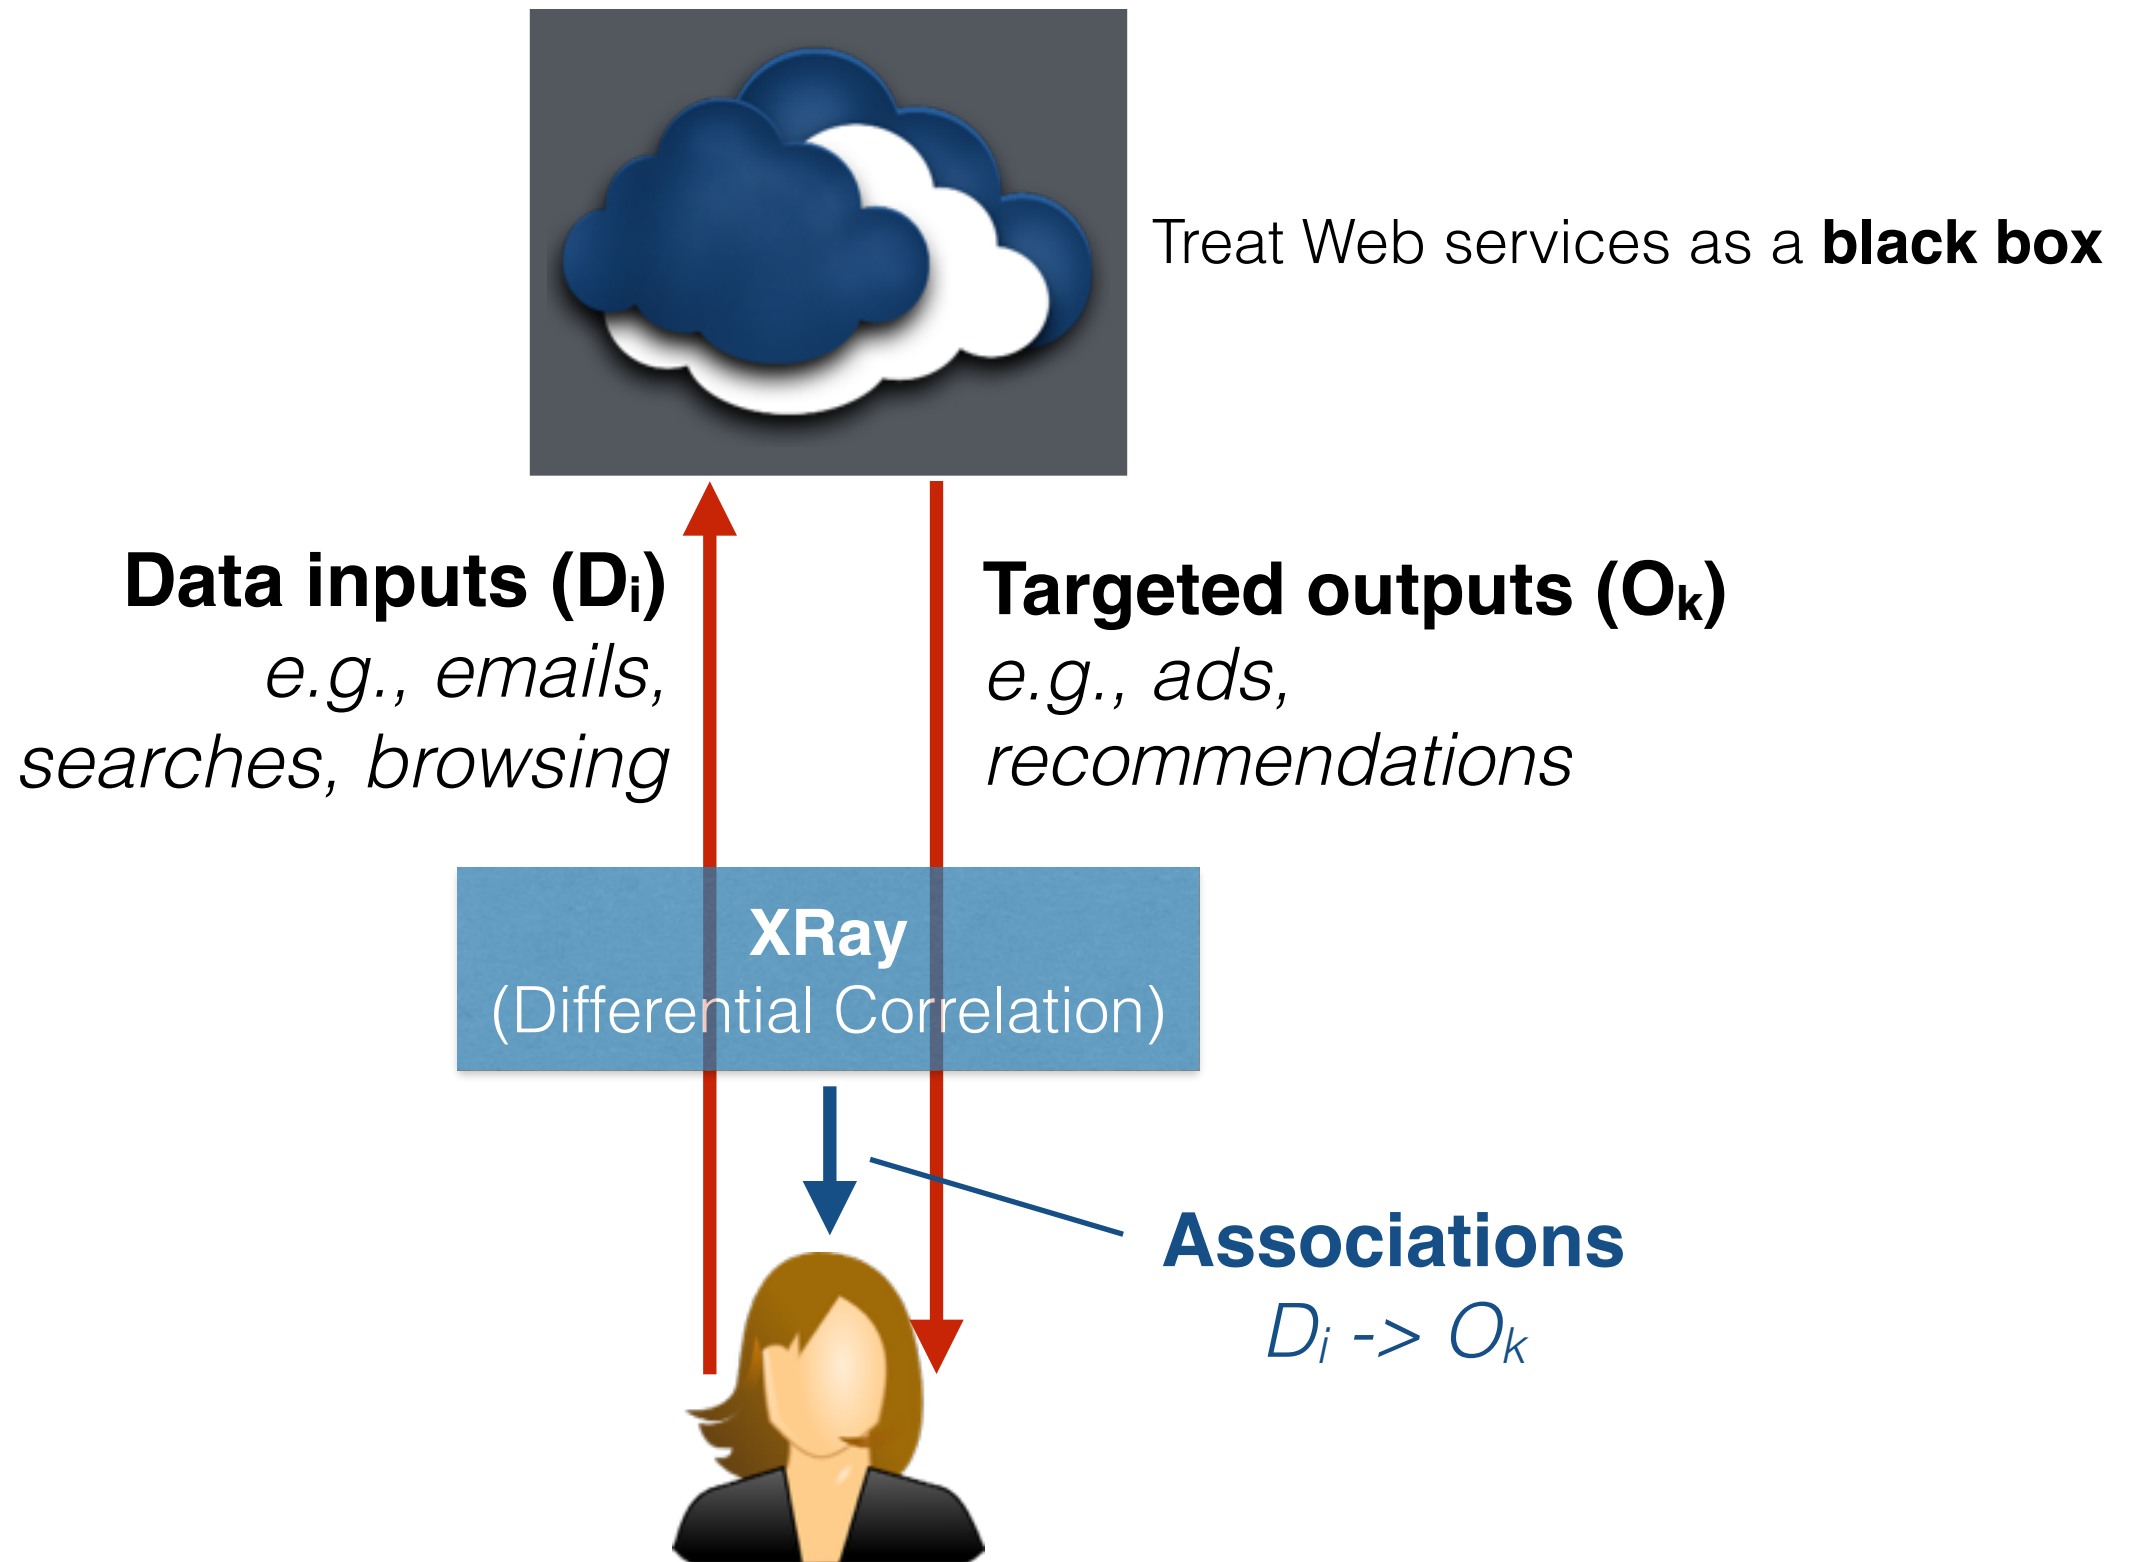 Treat Web services as a black box
Data inputs (Di)
e.g., emails,
searches, browsing
Targeted outputs (Ok)
e.g., ads,
recommendations
XRay
(Differential Correlation)
Associations
Di -> Ok